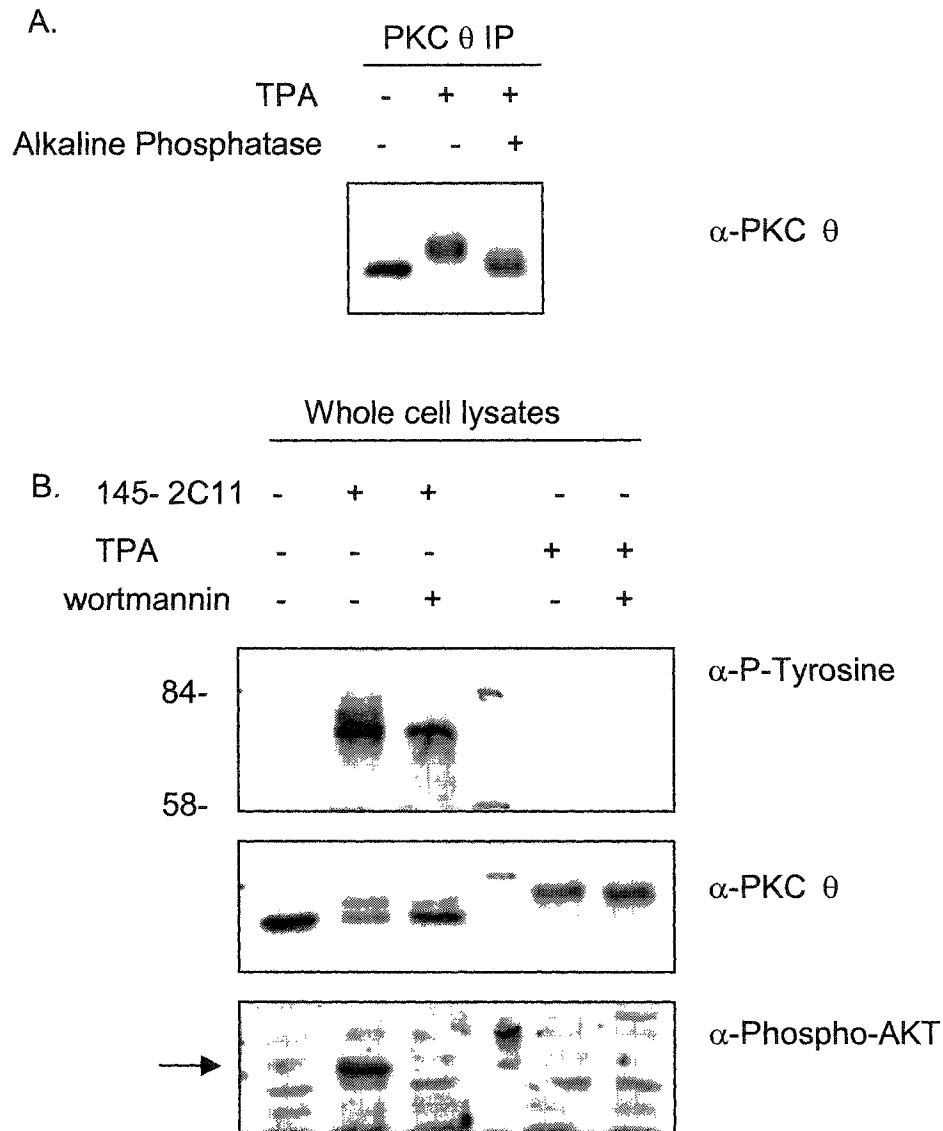 A.
PKC θ IP
TPA - + +
Alkaline Phosphatase - - +
α-PKC θ
Whole cell lysates
B. 145- 2C11 - + + - -
TPA - - - + +
wortmannin - - + - +
α-P-Tyrosine
84-
58-
α-PKC θ
α-Phospho-AKT